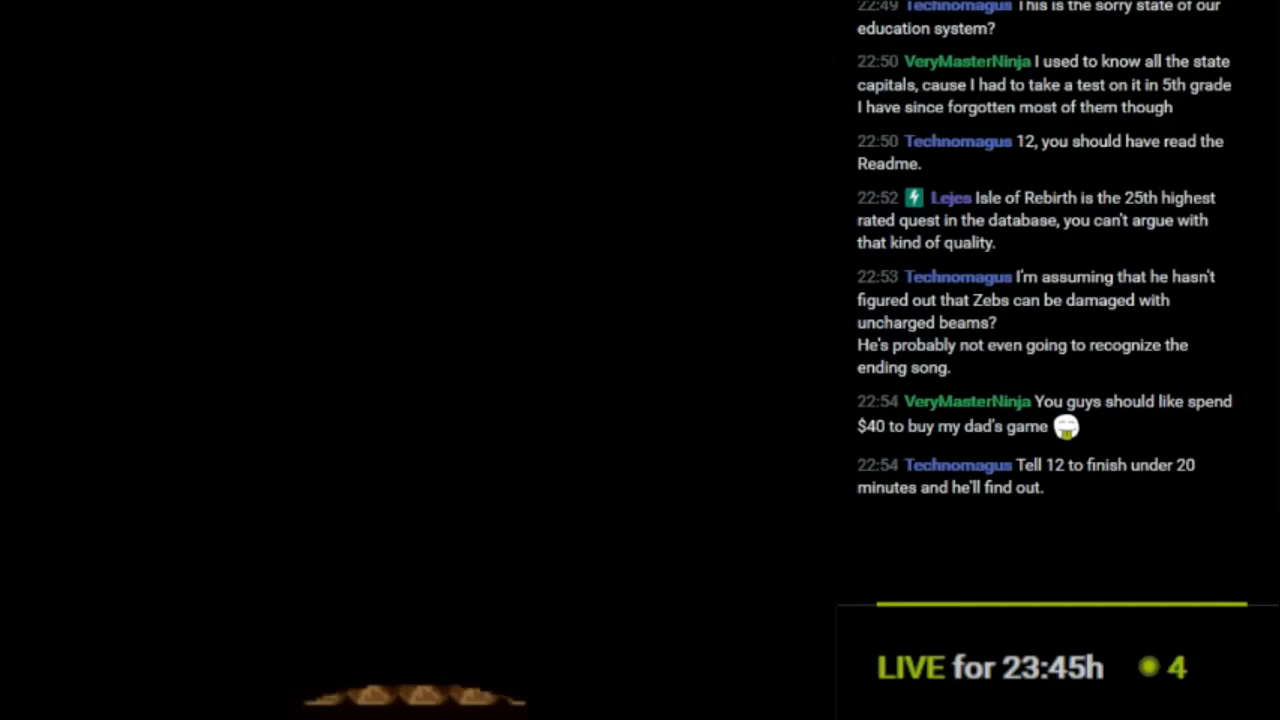 22:49 Technomagus This is the sorry state of our
education system?
22:50 VeryMasterNinja I used to know all the state
capitals, cause I had to take a test on it in 5th grade
I have since forgotten most of them though
22:50 Technomagus 12, you should have read the
Readme.
22:52 Lejes Isle of Rebirth is the 25th highest
rated quest in the database, you can't argue with
that kind of quality.
22:53 Technomagus I'm assuming that he hasn't
figured out that Zebs can be damaged with
uncharged beams?
He's probably not even going to recognize the
ending song.
22:54 VeryMasterNinja You guys should like spend
$40 to buy my dad's game
22:54 Technomagus Tell 12 to finish under 20
minutes and he'll find out.
LIVE for 23:45h 4